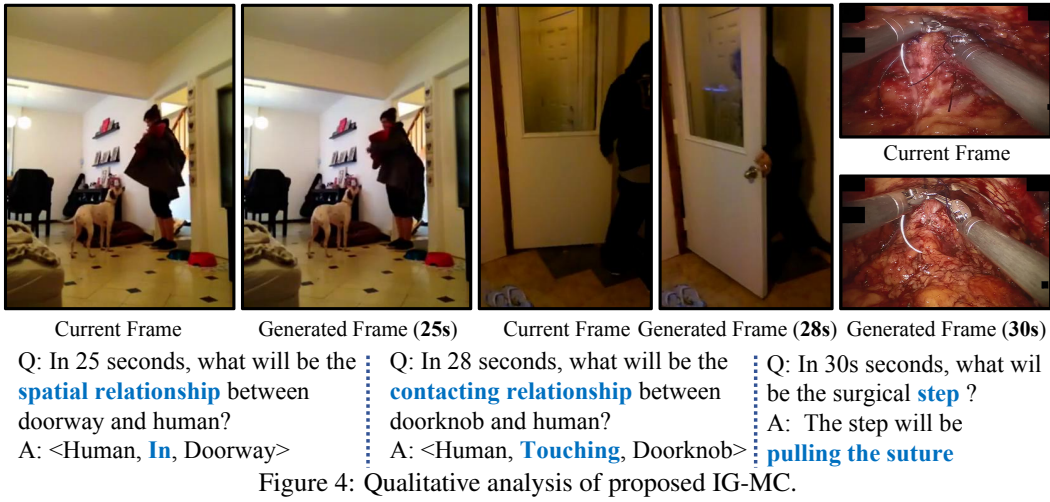 Current Frame
Current Frame
Generated Frame (25s)
Current Frame
Generated Frame (28s)
Generated Frame (30s)
Q: In 25 seconds, what will be the
spatial relationship between
doorway and human?
A: <Human, In, Doorway>
Q: In 28 seconds, what will be the
contacting relationship between
doorknob and human?
A: <Human, Touching, Doorknob>
Q: In 30s seconds, what wil
be the surgical step ?
A: The step will be
pulling the suture
Figure 4: Qualitative analysis of proposed IG-MC.